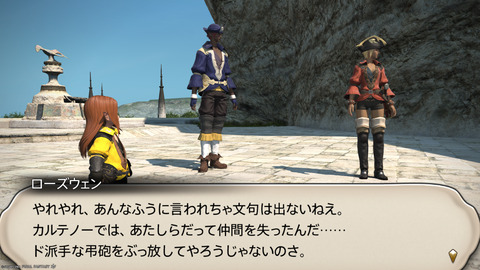 ローズウェン
やれやれ、あんなふうに言われちゃ文句は出ないねえ。
カルテノーでは、あたしらだって仲間を失ったんだ……
ド派手な弔砲をぶっ放してやろうじゃないのさ。